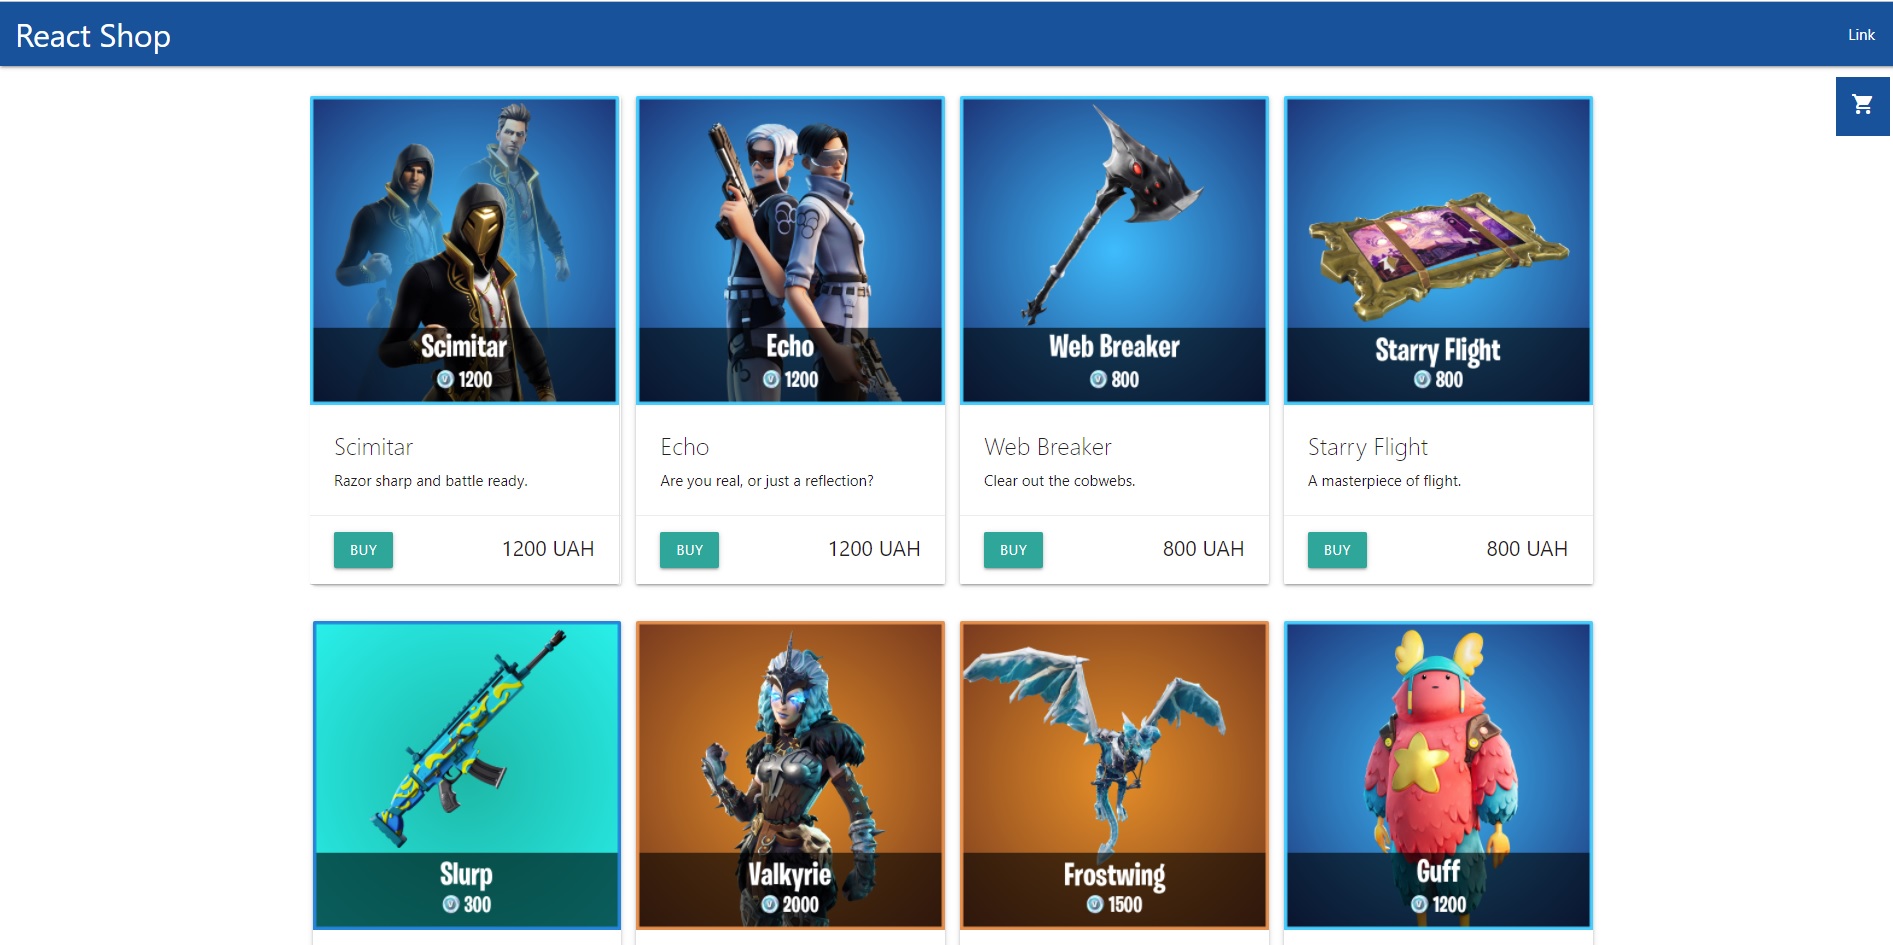 React Shop
Link
Scimitar
1200
Echo
1200
Web Breaker
800
Starry Flight
800
Scimitar
Razor sharp and battle ready.
BUY
1200 UAH
Echo
Are you real, or just a reflection?
BUY
1200 UAH
Web Breaker
Clear out the cobwebs.
BUY
800 UAH
Starry Flight
A masterpiece of flight.
BUY
800 UAH
Slurp
300
Valkyrie
2000
Frostwing
1500
Guff
1200